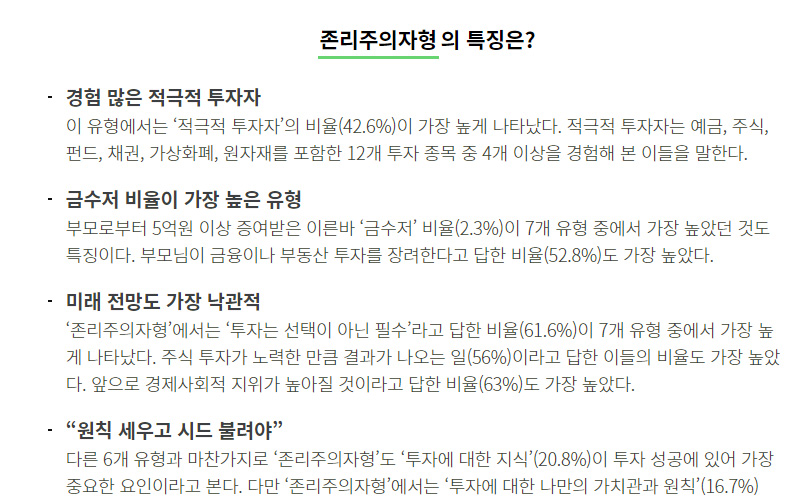 존리주의자형의 특징은?
- 경험 많은 적극적 투자자
이 유형에서는 ‘적극적 투자자’의 비율(42.6%)이 가장 높게 나타났다. 적극적 투자자는 예금, 주식,
펀드, 채권, 가상화폐, 원자재를 포함한 12개 투자 종목 중 4개 이상을 경험해 본 이들을 말한다.
- 금수저 비율이 가장 높은 유형
부모로부터 5억원 이상 증여받은 이른바 ‘금수저’ 비율(2.3%)이 7개 유형 중에서 가장 높았던 것도
특징이다. 부모님이 금융이나 부동산 투자를 장려한다고 답한 비율(52.8%)도 가장 높았다.
- 미래 전망도 가장 낙관적
‘존리주의자형’에서는 ‘투자는 선택이 아닌 필수’라고 답한 비율(61.6%)이 7개 유형 중에서 가장 높
게 나타났다. 주식 투자가 노력한 만큼 결과가 나오는 일(56%)이라고 답한 이들의 비율도 가장 높았
다. 앞으로 경제사회적 지위가 높아질 것이라고 답한 비율(63%)도 가장 높았다.
- “원칙 세우고 시드 불려야”
다른 6개 유형과 마찬가지로 ‘존리주의자형’도 ‘투자에 대한 지식’(20.8%)이 투자 성공에 있어 가장
중요한 요인이라고 본다. 다만 ‘존리주의자형’에서는 ‘투자에 대한 나만의 가치관과 원칙’(16.7%)